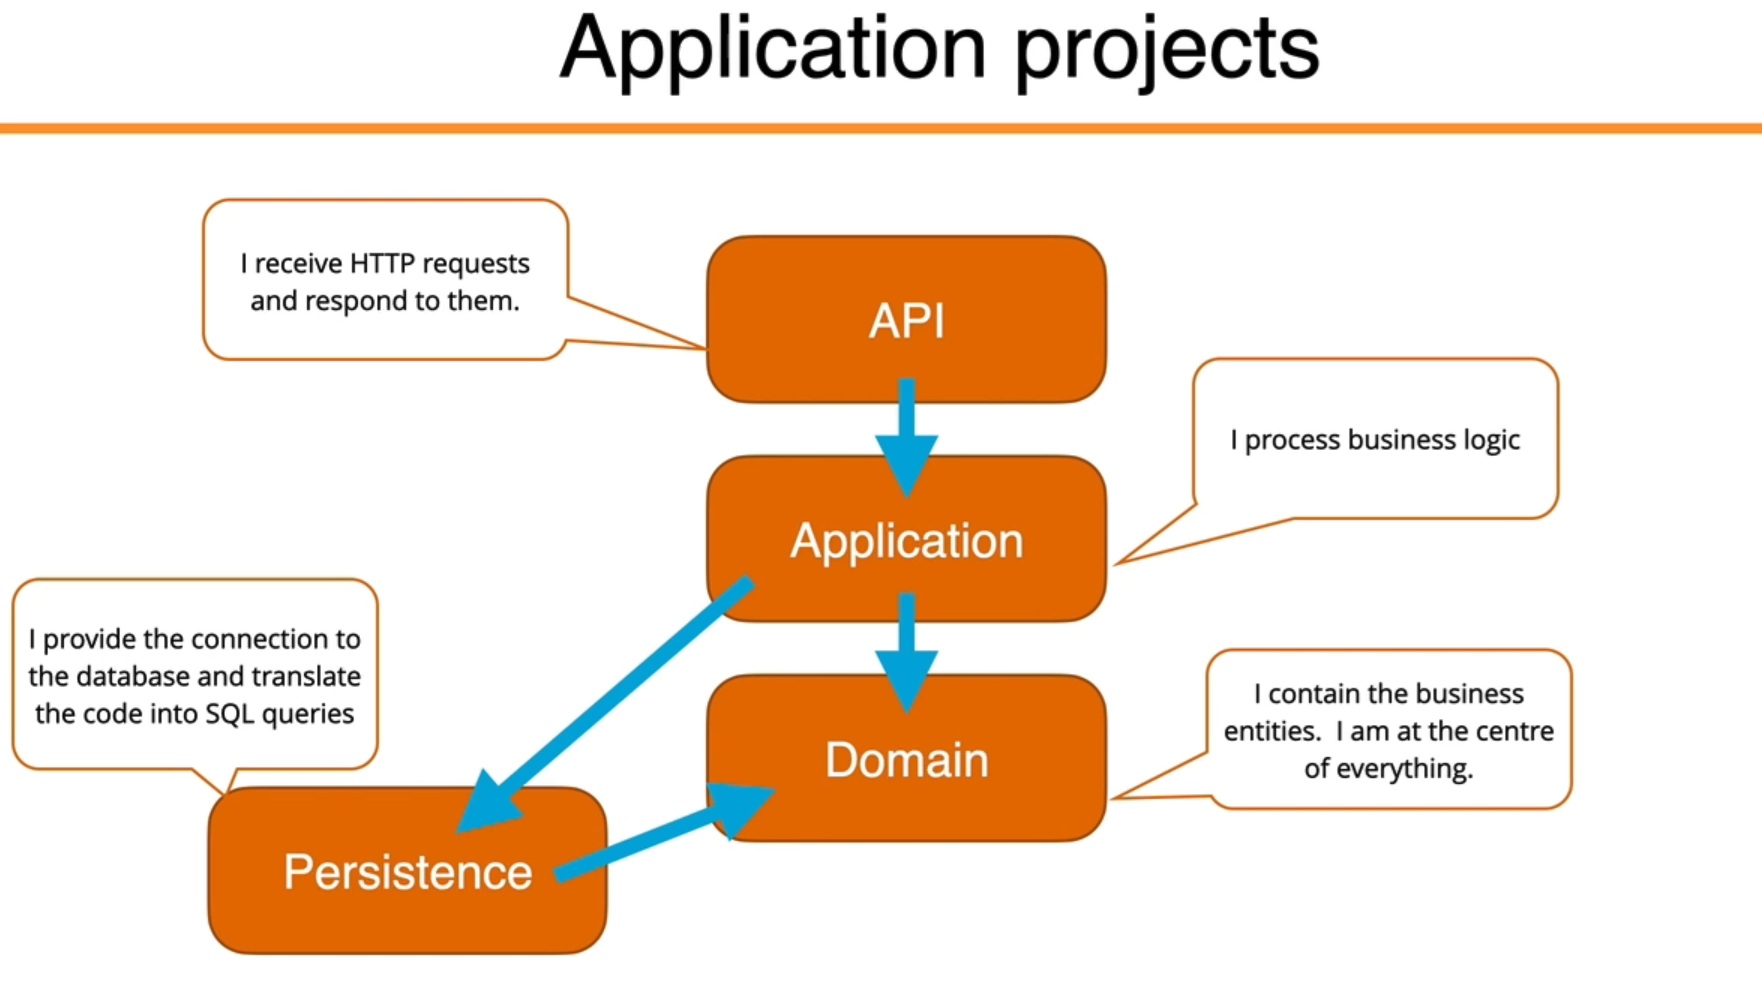 Application projects
I receive HTTP requests
and respond to them.
API
I process business logic
Application
I provide the connection to
the database and translate
the code into SQL queries
I contain the business
entities.  I am at the centre
of everything.
Domain
Persistence